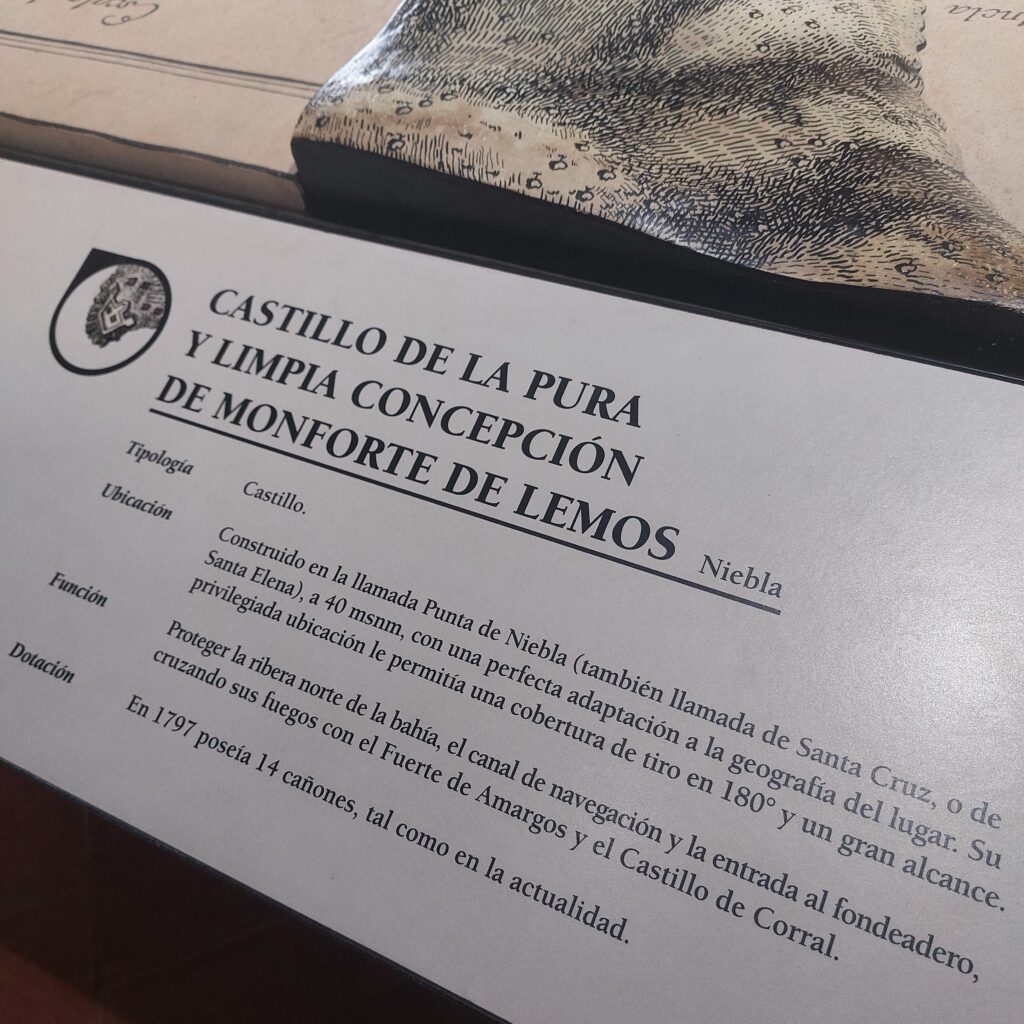 CASTILLO DE LA PURA
Y LIMPIA CONCEPCIÓN
DE MONFORTE DE LEMOS Niebla
Tipología Castillo.
Ubicación Construido en la llamada Punta de Niebla (también llamada de Santa Cruz, o de
Santa Elena), a 40 msnm, con una perfecta adaptación a la geografía del lugar. Su
privilegiada ubicación le permitía una cobertura de tiro en 180° y un gran alcance.
Función Proteger la ribera norte de la bahía, el canal de navegación y la entrada al fondeadero,
cruzando sus fuegos con el Fuerte de Amargos y el Castillo de Corral.
Dotación En 1797 poseía 14 cañones, tal como en la actualidad.